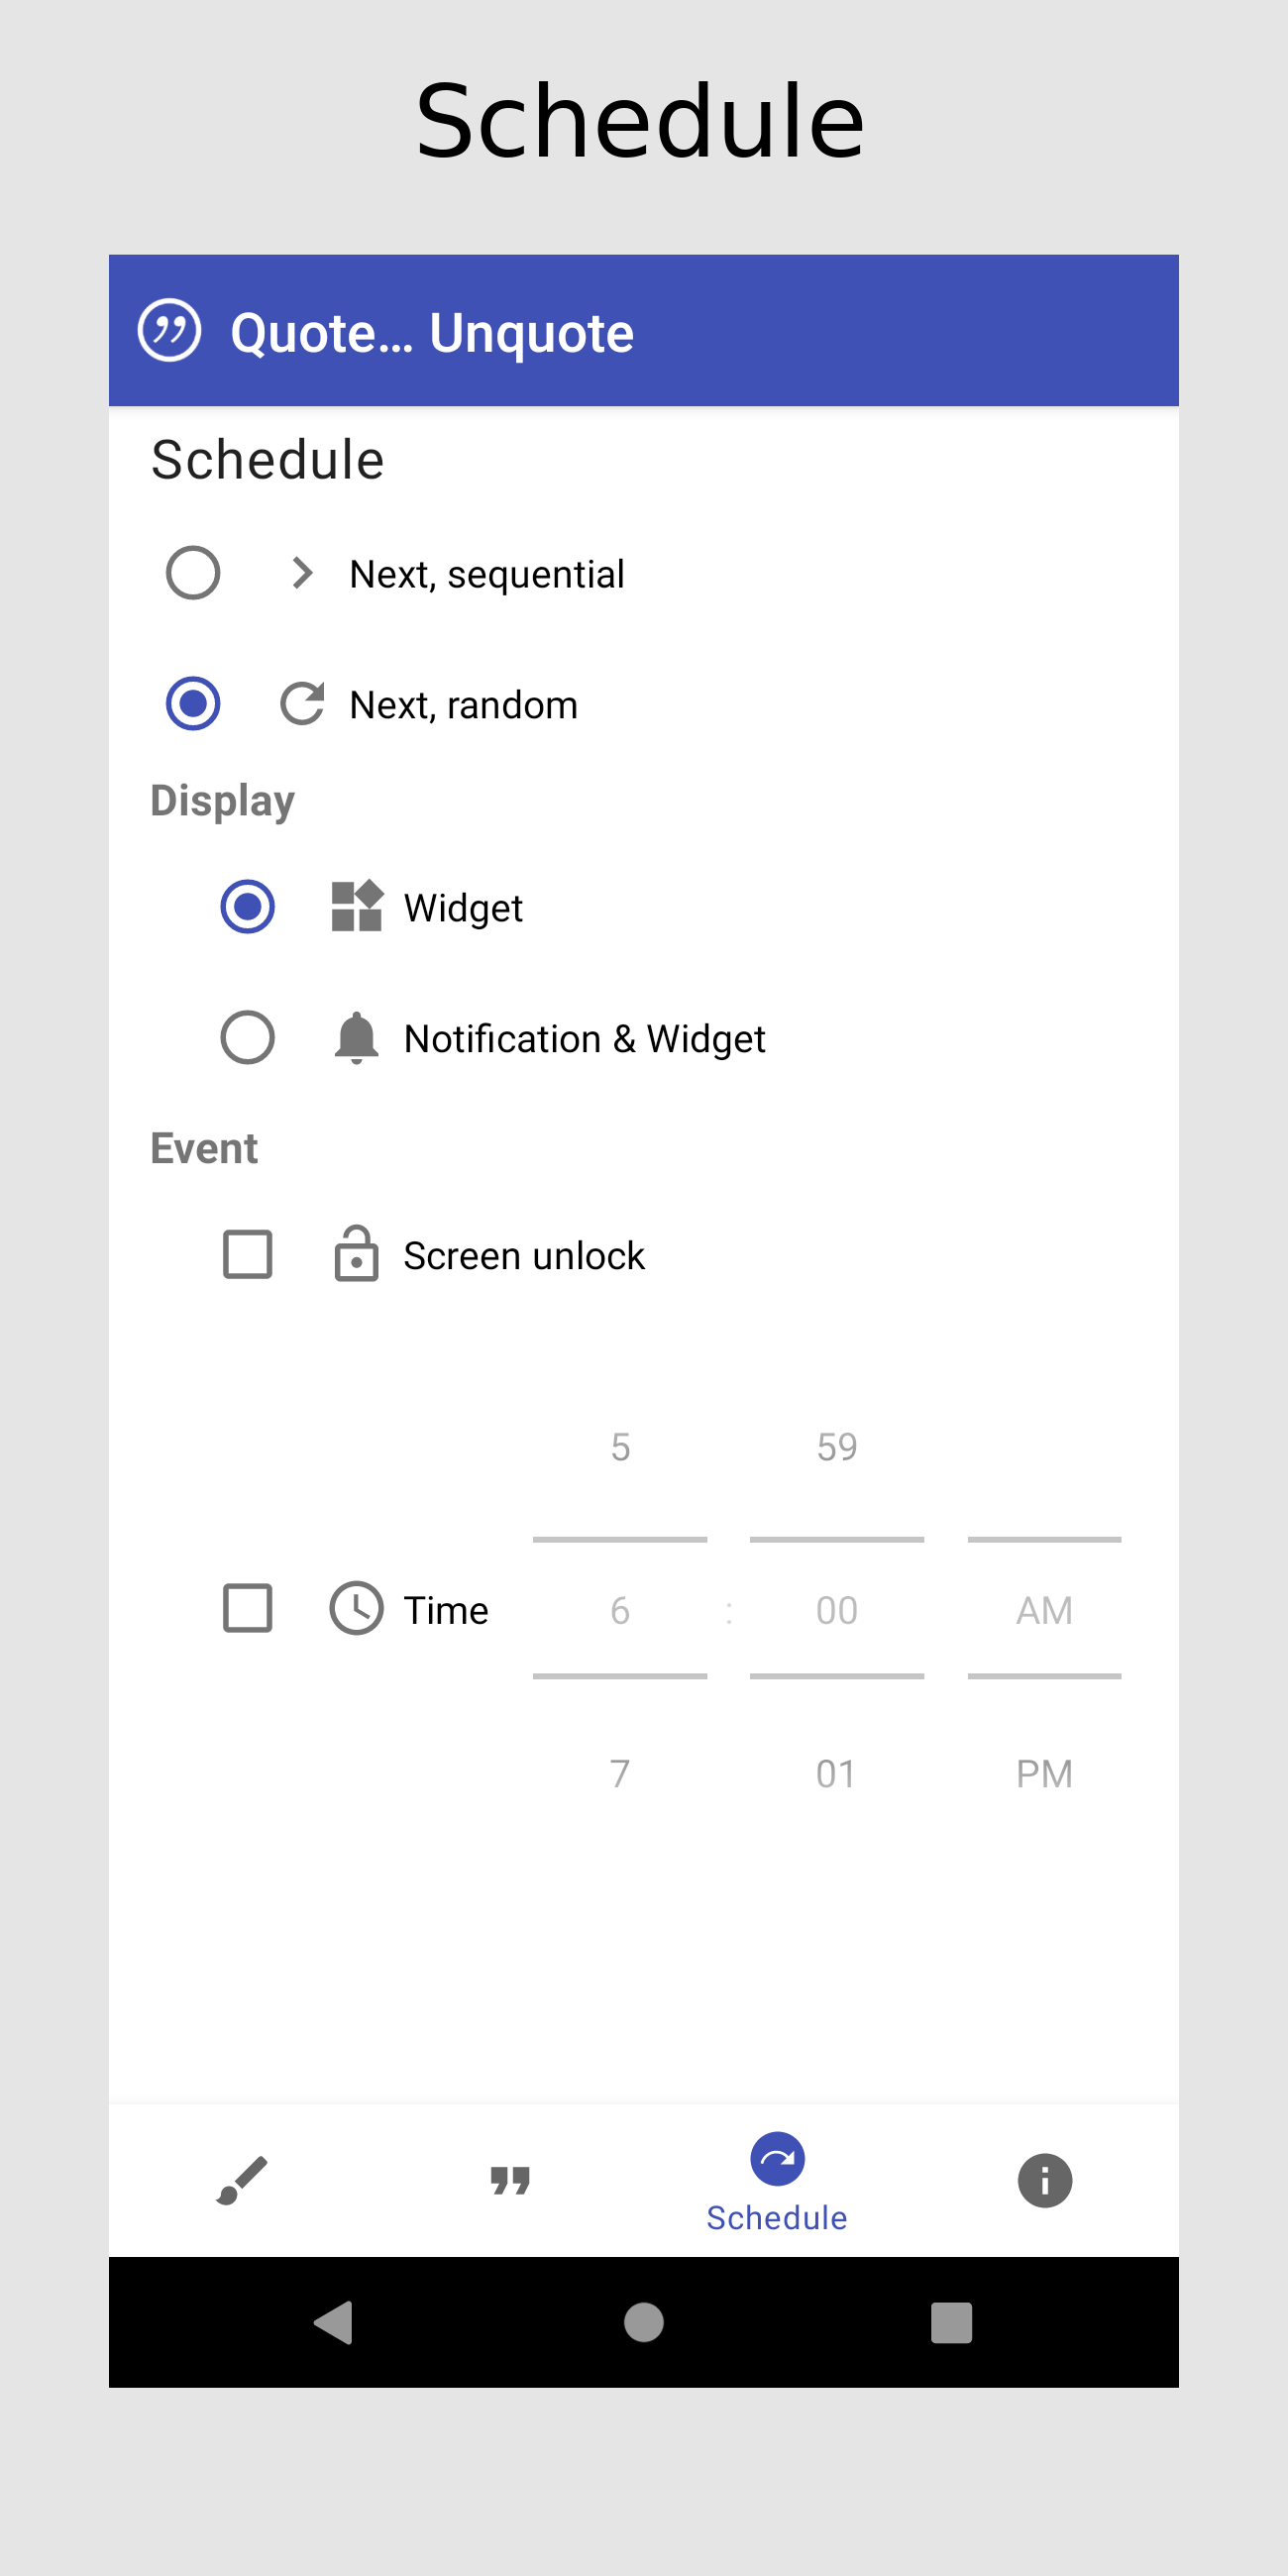 Schedule
Quote... Unquote
Schedule
Next, sequential
Next, random
Display
Widget
Notification & Widget
Event
Screen unlock
5 59
Time 6 : 00 AM
7 01 PM
Schedule